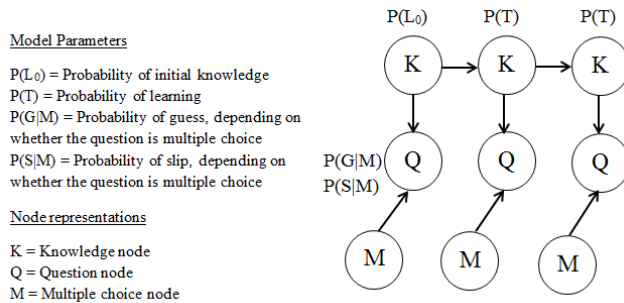 Model Parameters
P(L₀) = Probability of initial knowledge
P(T) = Probability of learning
P(G|M) = Probability of guess, depending on
whether the question is multiple choice
P(S|M) = Probability of slip, depending on
whether the question is multiple choice
Node representations
K = Knowledge node
Q = Question node
M = Multiple choice node
P(L₀) P(T) P(T)
K K K
P(G|M) Q Q Q
P(S|M)
M M M